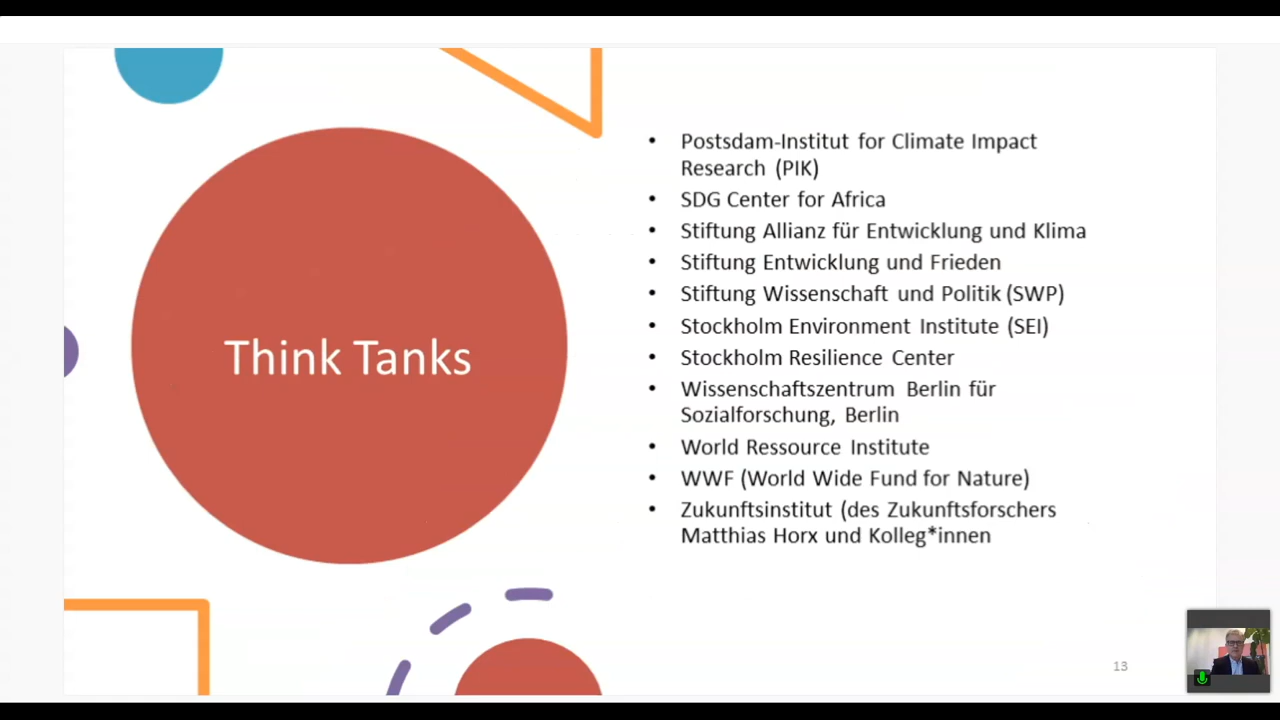 Think Tanks
• Postsdam-Institut for Climate Impact
Research (PIK)
• SDG Center for Africa
• Stiftung Allianz für Entwicklung und Klima
• Stiftung Entwicklung und Frieden
• Stiftung Wissenschaft und Politik (SWP)
• Stockholm Environment Institute (SEI)
• Stockholm Resilience Center
• Wissenschaftszentrum Berlin für
Sozialforschung, Berlin
• World Ressource Institute
• WWF (World Wide Fund for Nature)
• Zukunftsinstitut (des Zukunftsforschers
Matthias Horx und Kolleg*innen
13